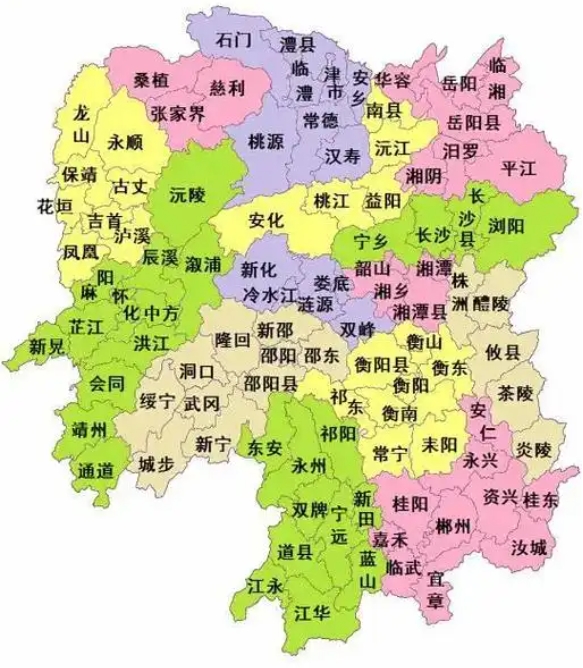 石门
澧县
临澧
津市
安乡
华容
岳阳
临湘
桑植
慈利
张家界
南县
岳阳县
龙山
永顺
桃源
常德
汉寿
沅江
汨罗
湘阴
平江
保靖
古丈
沅陵
花垣
吉首
泸溪
凤凰
安化
桃江
益阳
宁乡
长沙
长沙县
浏阳
辰溪
溆浦
麻阳
怀化
中方
新化
冷水江
娄底
涟源
双峰
韶山
湘乡
湘潭
湘潭县
株洲
醴陵
芷江
新晃
洪江
隆回
新邵
邵阳
邵东
邵阳县
衡山
衡阳县
衡东
衡阳
攸县
会同
洞口
绥宁
武冈
祁东
衡南
茶陵
靖州
新宁
东安
祁阳
常宁
耒阳
安仁
永兴
炎陵
通道
城步
永州
双牌
宁远
新田
桂阳
郴州
资兴
桂东
道县
蓝山
嘉禾
临武
宜章
汝城
江永
江华